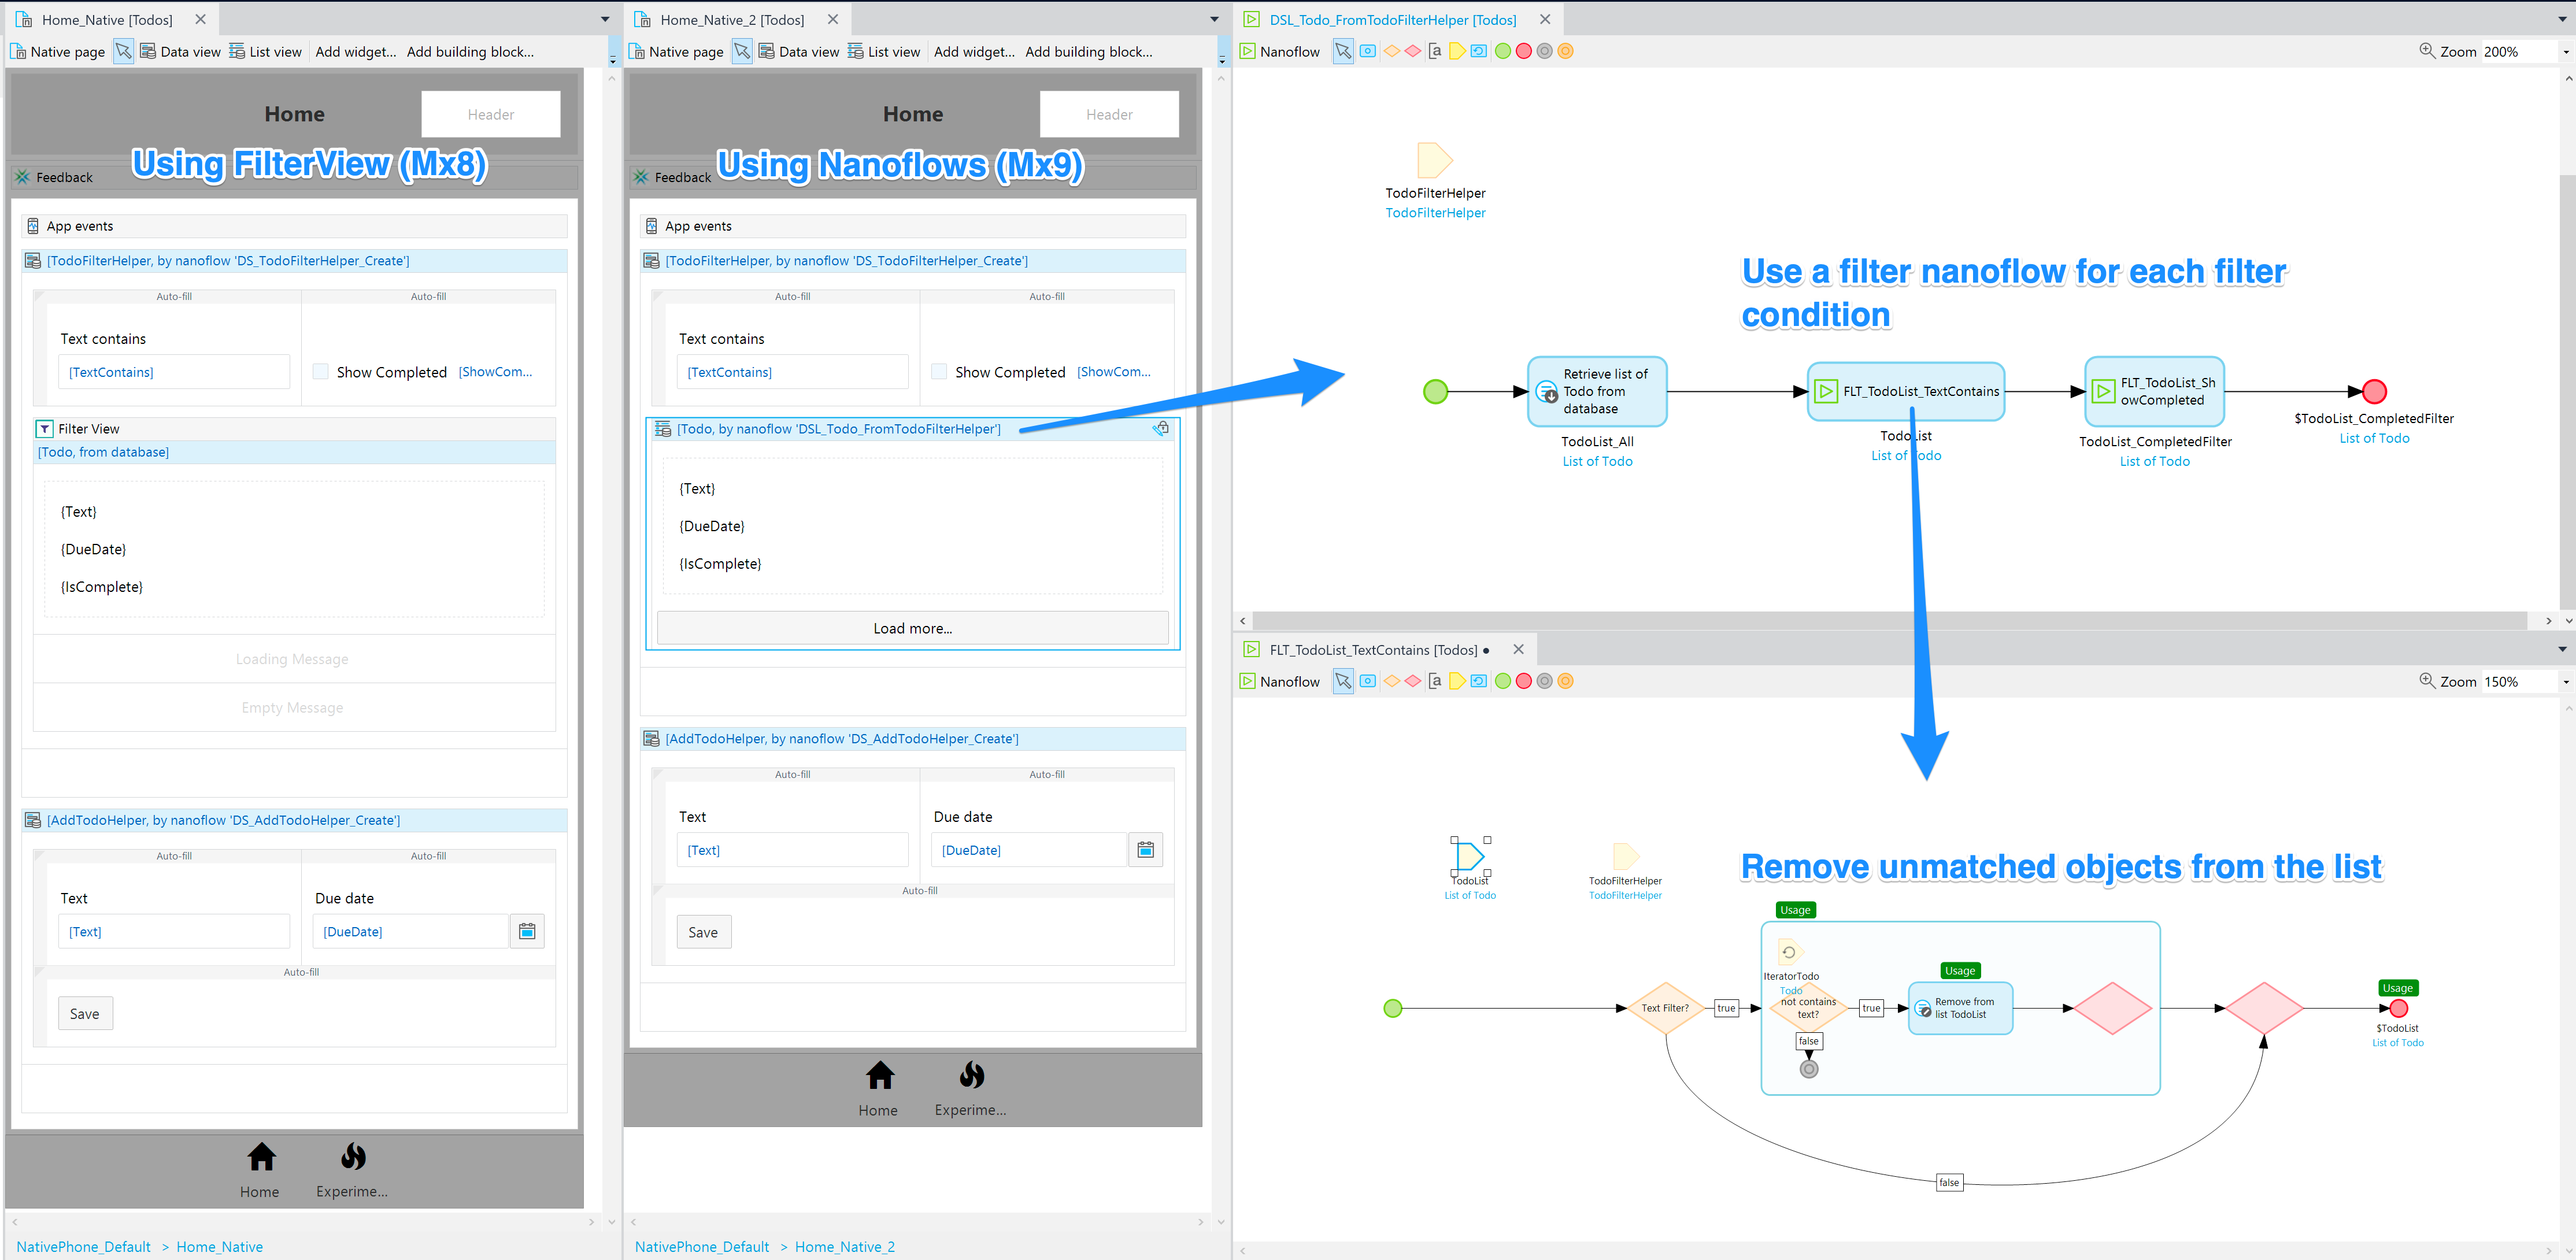 Home_Native [Todos]
Native page Data view List view Add widget... Add building block...
Home
Header
Using FilterView (Mx8)
Feedback
App events
[TodoFilterHelper, by nanoflow 'DS_TodoFilterHelper_Create']
Auto-fill
Auto-fill
Text contains
[TextContains]
Show Completed [ShowCom...
Filter View
[Todo, from database]
{Text}
{DueDate}
{IsComplete}
Loading Message
Empty Message
[AddTodoHelper, by nanoflow 'DS_AddTodoHelper_Create']
Auto-fill
Auto-fill
Text
Due date
[Text]
[DueDate]
Auto-fill
Save
Home
Experime...
NativePhone_Default > Home_Native
Home_Native_2 [Todos]
Native page Data view List view Add widget... Add building block...
Home
Header
Using Nanoflows (Mx9)
Feedback
App events
[TodoFilterHelper, by nanoflow 'DS_TodoFilterHelper_Create']
Auto-fill
Auto-fill
Text contains
[TextContains]
Show Completed [ShowCom...
[Todo, by nanoflow 'DSL_Todo_FromTodoFilterHelper']
{Text}
{DueDate}
{IsComplete}
Load more...
[AddTodoHelper, by nanoflow 'DS_AddTodoHelper_Create']
Auto-fill
Auto-fill
Text
Due date
[Text]
[DueDate]
Auto-fill
Save
Home
Experime...
NativePhone_Default > Home_Native_2
DSL_Todo_FromTodoFilterHelper [Todos]
Nanoflow
Zoom 200%
TodoFilterHelper
TodoFilterHelper
Use a filter nanoflow for each filter
condition
Retrieve list of
Todo from
database
TodoList_All
List of Todo
FLT_TodoList_TextContains
TodoList
List of Todo
FLT_TodoList_Sh
owCompleted
TodoList_CompletedFilter
List of Todo
$TodoList_CompletedFilter
List of Todo
FLT_TodoList_TextContains [Todos] •
Nanoflow
Zoom 150%
TodoList
List of Todo
TodoFilterHelper
TodoFilterHelper
Remove unmatched objects from the list
Usage
IteratorTodo
Todo
Text Filter?
true
not contains
text?
true
false
Usage
Remove from
list TodoList
Usage
$TodoList
List of Todo
false